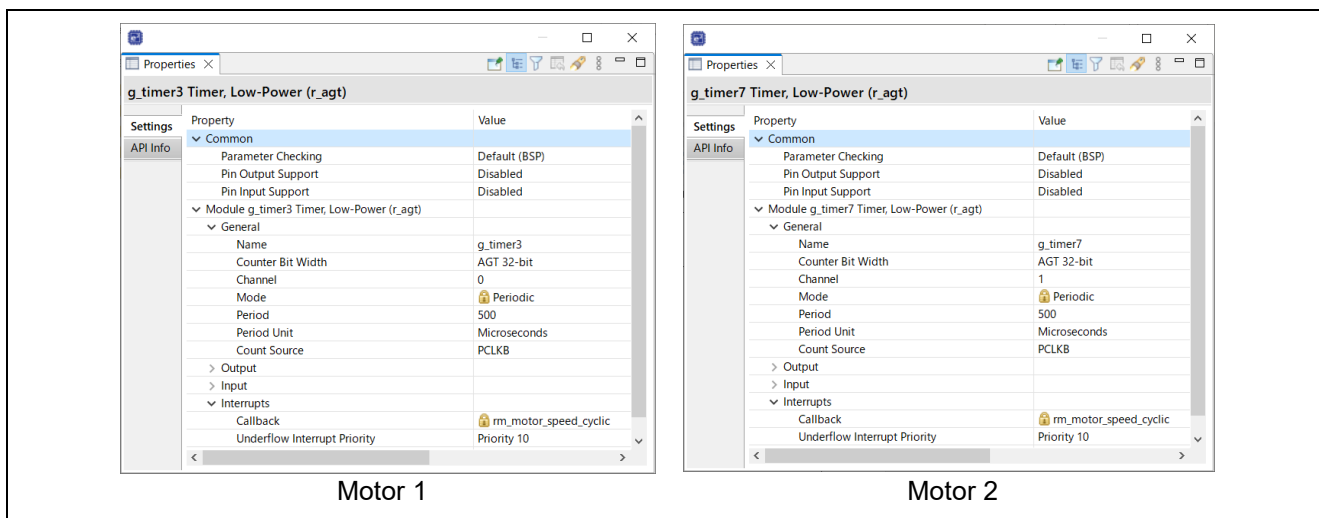 Properties
g_timer3 Timer, Low-Power (r_agt)
Settings
API Info
Property Value
Common
Parameter Checking Default (BSP)
Pin Output Support Disabled
Pin Input Support Disabled
Module g_timer3 Timer, Low-Power (r_agt)
General
Name g_timer3
Counter Bit Width AGT 32-bit
Channel 0
Mode Periodic
Period 500
Period Unit Microseconds
Count Source PCLKB
Output
Input
Interrupts
Callback rm_motor_speed_cyclic
Underflow Interrupt Priority Priority 10
Motor 1
Properties
g_timer7 Timer, Low-Power (r_agt)
Settings
API Info
Property Value
Common
Parameter Checking Default (BSP)
Pin Output Support Disabled
Pin Input Support Disabled
Module g_timer7 Timer, Low-Power (r_agt)
General
Name g_timer7
Counter Bit Width AGT 32-bit
Channel 1
Mode Periodic
Period 500
Period Unit Microseconds
Count Source PCLKB
Output
Input
Interrupts
Callback rm_motor_speed_cyclic
Underflow Interrupt Priority Priority 10
Motor 2